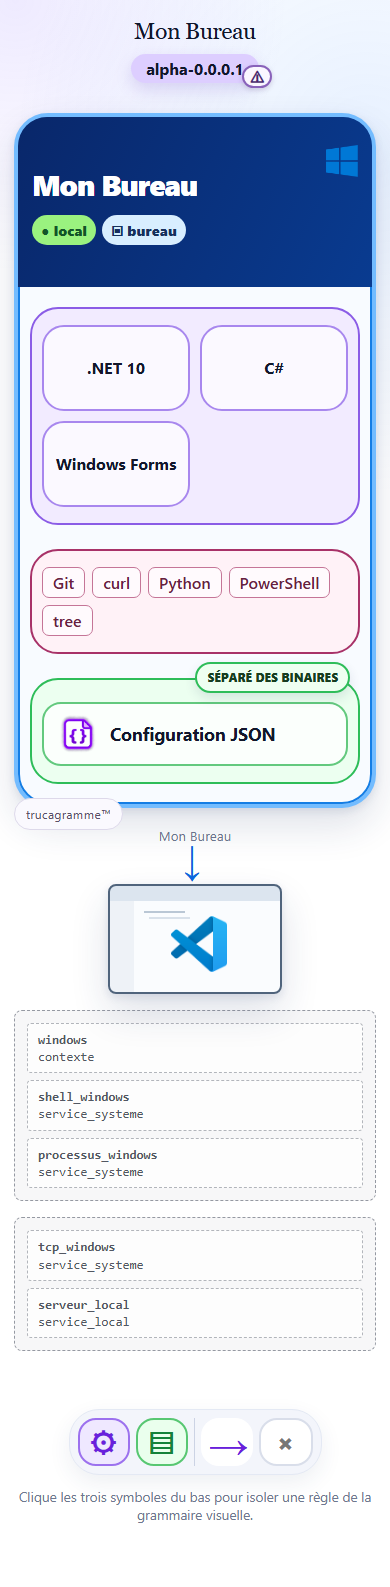 Mon Bureau
alpha-0.0.0.1
Mon Bureau
● local
bureau
.NET 10
C#
Windows Forms
Git
curl
Python
PowerShell
tree
SÉPARÉ DES BINAIRES
Configuration JSON
trucagramme™
Mon Bureau
windows
contexte
shell_windows
service_systeme
processus_windows
service_systeme
tcp_windows
service_systeme
serveur_local
service_local
Clique les trois symboles du bas pour isoler une règle de la
grammaire visuelle.